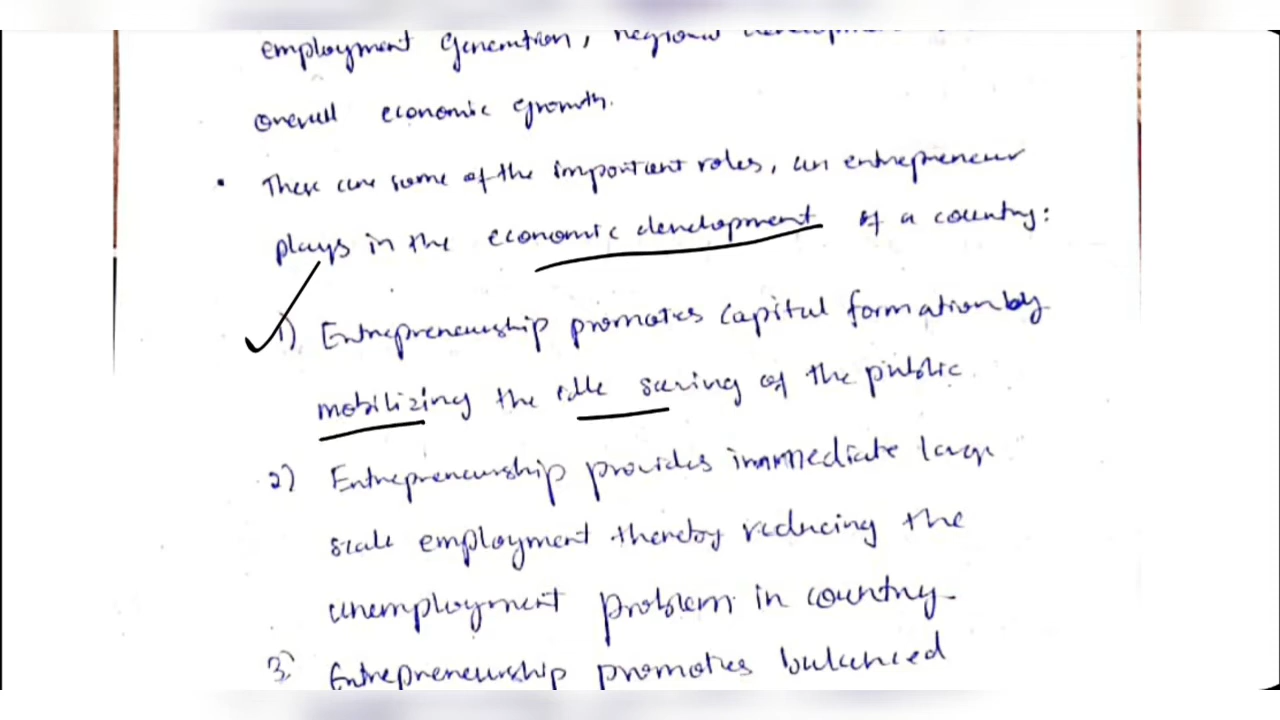 employment generation, regional development
overall economic growth.
• There are some of the important roles, an entrepreneur
plays in the economic development of a country:
1) Entrepreneurship promotes capital formation by
mobilizing the idle saving of the public
2) Entrepreneurship provides immediate large
scale employment thereby reducing the
unemployment problem in country.
3) Entrepreneurship promotes balanced